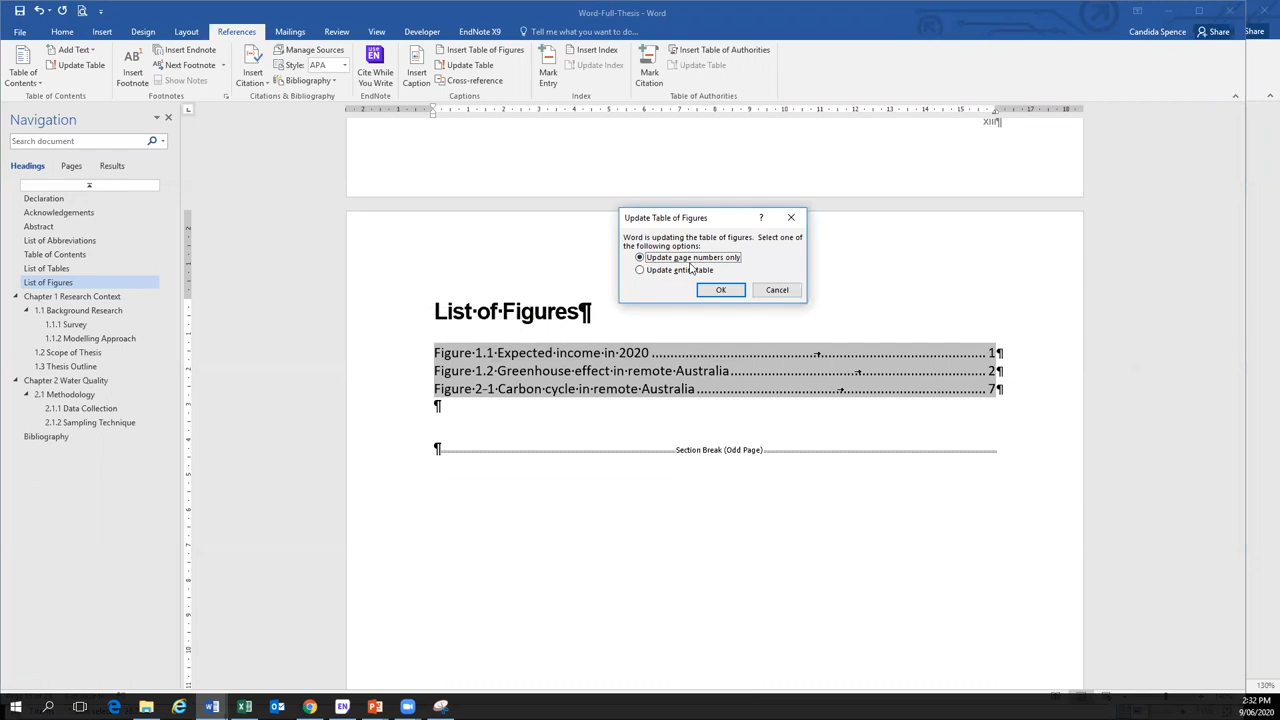 Word-Full-Thesis - Word
Candida Spence
Share
Share
File
Home
Insert
Design
Layout
References
Mailings
Review
View
Developer
EndNote X9
Tell me what you want to do...
Table of Contents
Add Text
Update Table
Table of Contents
AB¹
Insert Footnote
Insert Endnote
Next Footnote
Show Notes
Footnotes
Insert Citation
Manage Sources
Style: APA
Bibliography
Citations & Bibliography
Cite While You Write
EndNote
Insert Caption
Insert Table of Figures
Update Table
Cross-reference
Captions
Mark Entry
Insert Index
Update Index
Index
Mark Citation
Insert Table of Authorities
Update Table
Table of Authorities
Navigation
Search document
Headings
Pages
Results
Declaration
Acknowledgements
Abstract
List of Abbreviations
Table of Contents
List of Tables
List of Figures
Chapter 1 Research Context
1.1 Background Research
1.1.1 Survey
1.1.2 Modelling Approach
1.2 Scope of Thesis
1.3 Thesis Outline
Chapter 2 Water Quality
2.1 Methodology
2.1.1 Data Collection
2.1.2 Sampling Technique
Bibliography
XIII¶
Update Table of Figures
?
Word is updating the table of figures. Select one of
the following options:
Update page numbers only
Update entire table
OK
Cancel
List·of·Figures¶
Figure·1.1·Expected·income·in·2020 → 1¶
Figure·1.2·Greenhouse·effect·in·remote·Australia → 2¶
Figure·2-1·Carbon·cycle·in·remote·Australia → 7¶
¶
¶ Section Break (Odd Page)
130%
2:32 PM
9/06/2020